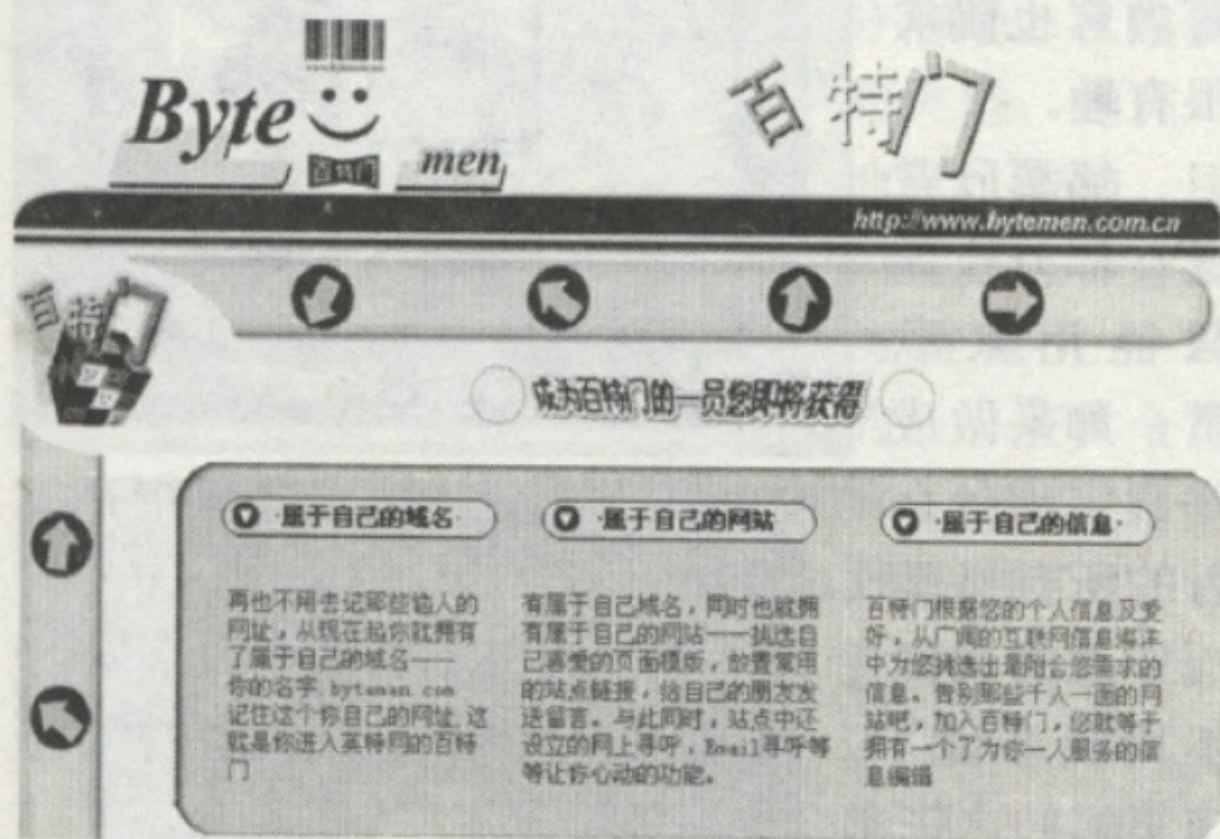 Byte
百特门
men
百特门
http://www.bytemen.com.cn
百特门
成为百特门的一员您即将获得
·属于自己的域名·
再也不用去记那些恼人的
网址，从现在起你就拥有
了属于自己的域名——
你的名字.byteman.com
记住这个你自己的网址 这
就是你进入英特网的百特
门
·属于自己的网站
有属于自己域名，同时也就拥
有属于自己的网站——挑选自
己喜爱的页面模版，放置常用
的站点链接，给自己的朋友发
送留言。与此同时，站点中还
设立的网上寻呼，Email寻呼等
等让你心动的功能。
·属于自己的信息·
百特门根据您的个人信息及爱
好，从广阔的互联网信息海洋
中为您挑选出最附合您需求的
信息。告别那些千人一面的网
站吧，加入百特门，您就等于
拥有一个了为你一人服务的信
息编辑